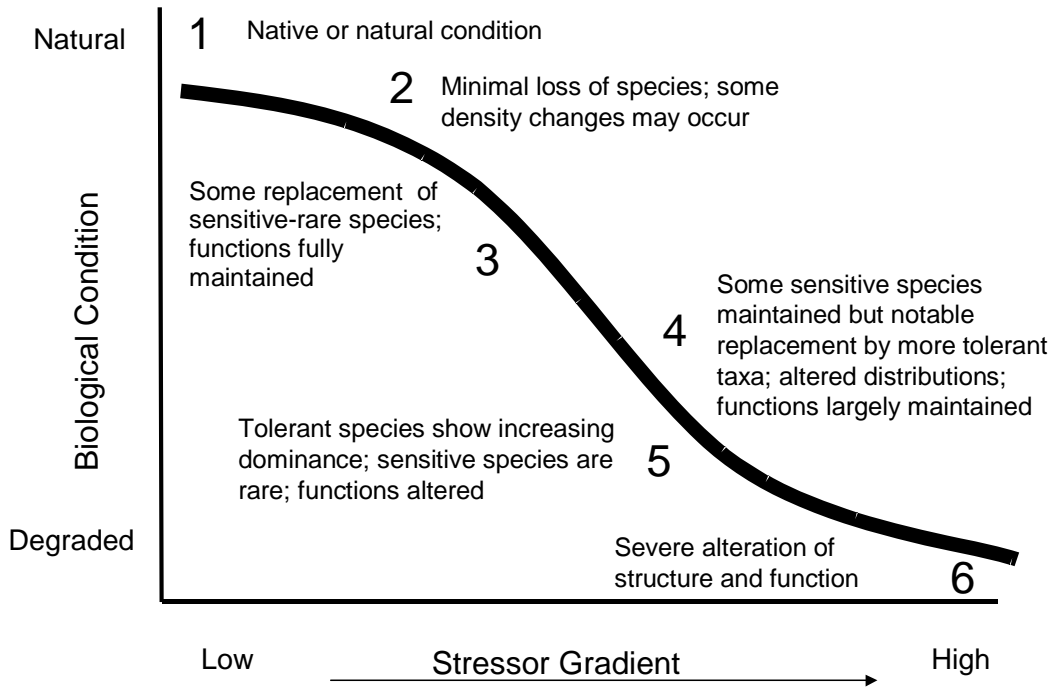 Natural
1 Native or natural condition
2 Minimal loss of species; some
density changes may occur
Some replacement of
sensitive-rare species;
functions fully
maintained
3
Biological Condition
4
Some sensitive species
maintained but notable
replacement by more tolerant
taxa; altered distributions;
functions largely maintained
Tolerant species show increasing
dominance; sensitive species are
rare; functions altered
5
Degraded
Severe alteration of
structure and function
6
Low
Stressor Gradient
High